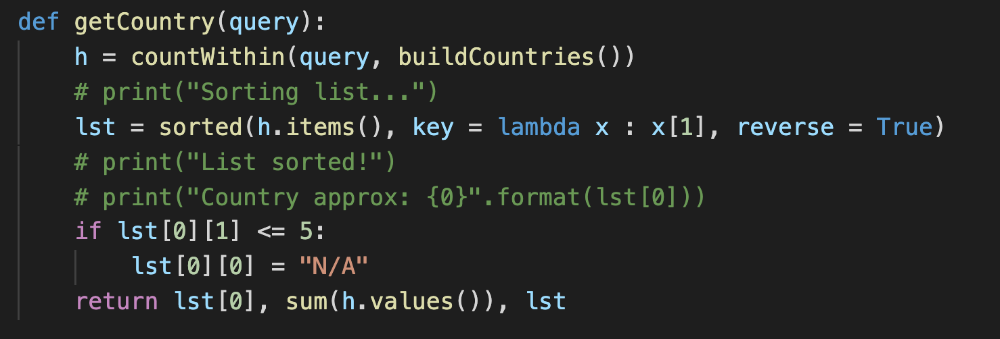 def getCountry(query):
    h = countWithin(query, buildCountries())
    # print("Sorting list...")
    lst = sorted(h.items(), key = lambda x : x[1], reverse = True)
    # print("List sorted!")
    # print("Country approx: {0}".format(lst[0]))
    if lst[0][1] <= 5:
        lst[0][0] = "N/A"
    return lst[0], sum(h.values()), lst